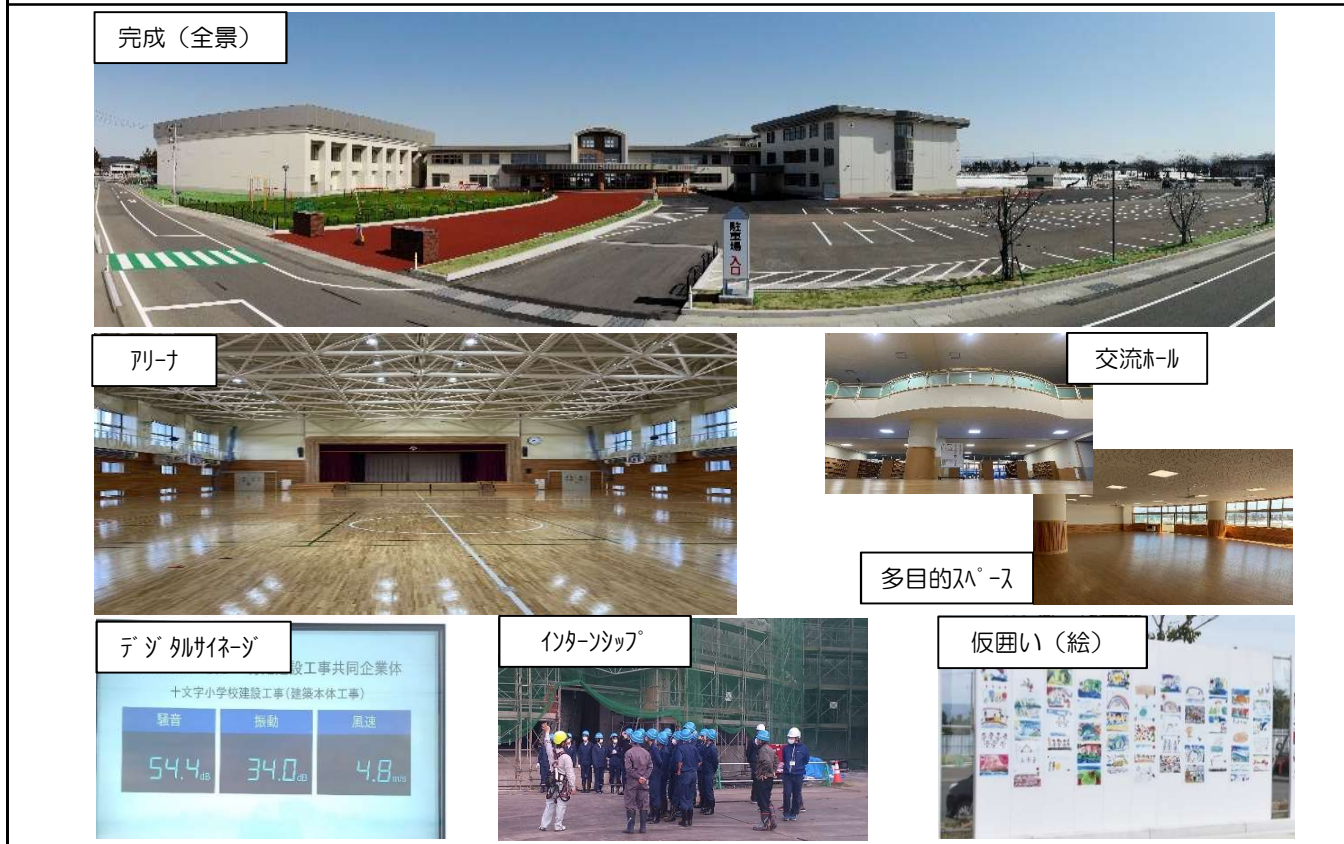 完成（全景）
駐車場 入口
ｱﾘｰﾅ
交流ﾎｰﾙ
多目的ｽﾍﾟｰｽ
ﾃﾞｼﾞﾀﾙｻｲﾈｰｼﾞ
建設工事共同企業体
十文字小学校建設工事(建築本体工事)
騒音 振動 風速
54.4dB 34.0dB 4.8m/s
ｲﾝﾀｰﾝｼｯﾌﾟ
仮囲い（絵）